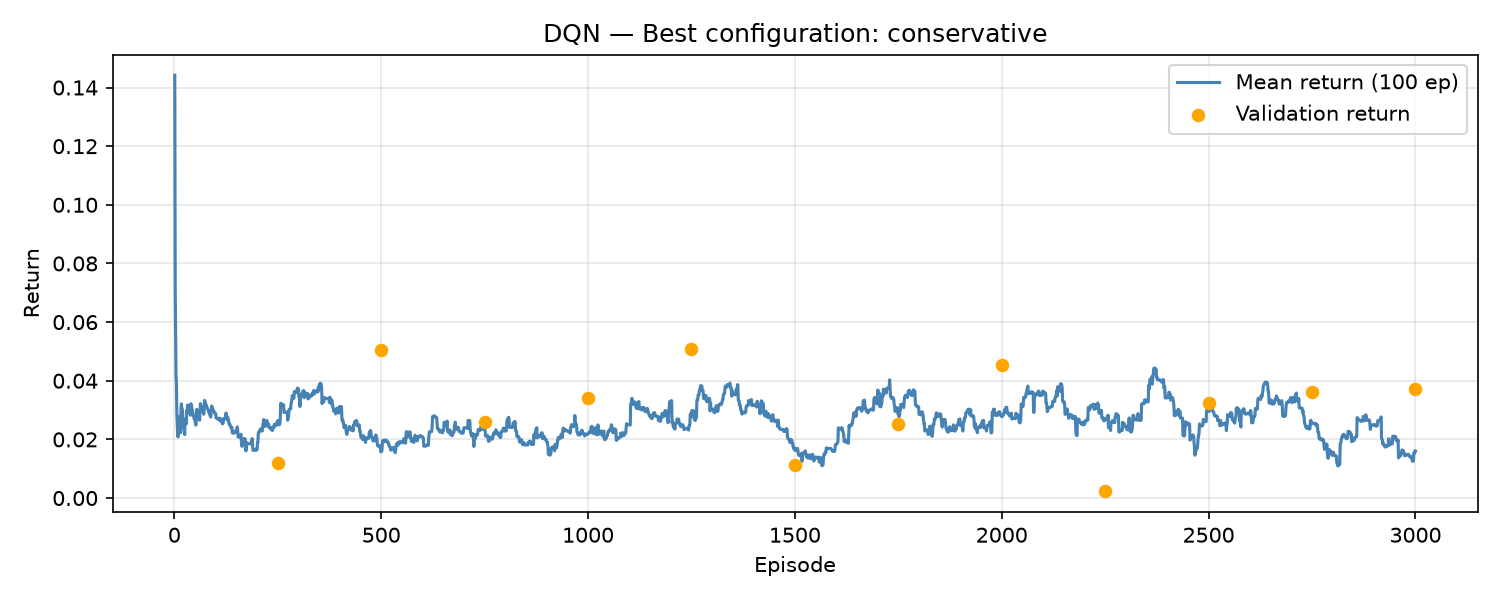 DQN — Best configuration: conservative
Mean return (100 ep)
Validation return
Return
0.14
0.12
0.10
0.08
0.06
0.04
0.02
0.00
0 500 1000 1500 2000 2500 3000
Episode